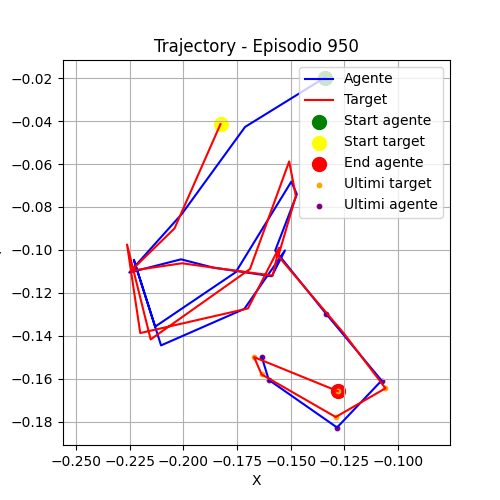 Trajectory - Episodio 950
Agente
Target
Start agente
Start target
End agente
Ultimi target
Ultimi agente
−0.02
−0.04
−0.06
−0.08
−0.10
−0.12
−0.14
−0.16
−0.18
−0.250 −0.225 −0.200 −0.175 −0.150 −0.125 −0.100
X